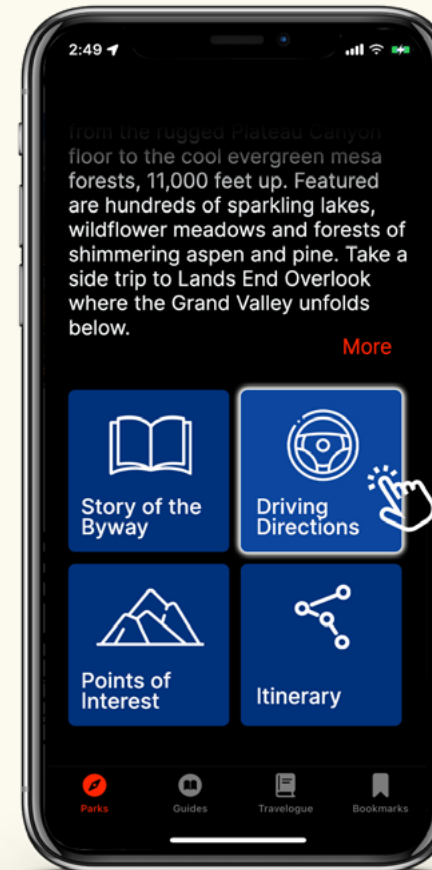 2:49
from the rugged Plateau Canyon
floor to the cool evergreen mesa
forests, 11,000 feet up. Featured
are hundreds of sparkling lakes,
wildflower meadows and forests of
shimmering aspen and pine. Take a
side trip to Lands End Overlook
where the Grand Valley unfolds
below.
More
Story of the
Byway
Driving
Directions
Points of
Interest
Itinerary
Parks
Guides
Travelogue
Bookmarks